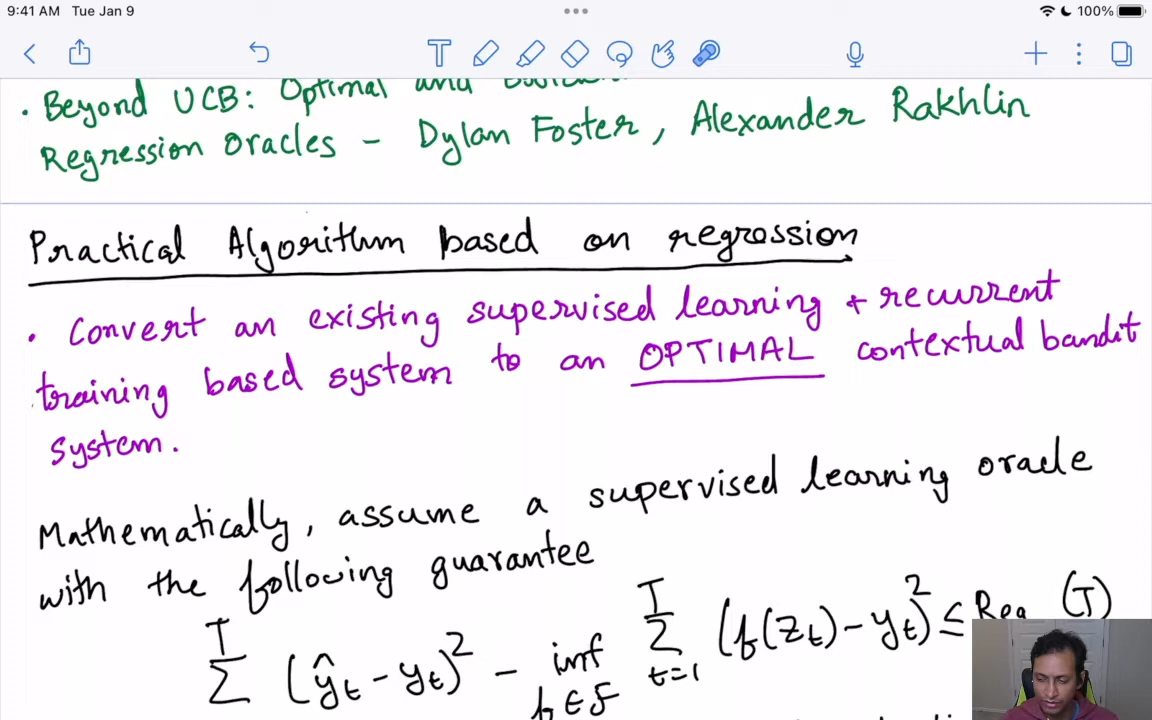 9:41 AM Tue Jan 9
100%
. Beyond UCB: Optimal and
Regression Oracles - Dylan Foster, Alexander Rakhlin
Practical Algorithm based on regression
. Convert an existing supervised learning + recurrent
training based system to an OPTIMAL contextual bandit
system.
Mathematically, assume a supervised learning oracle
with the following guarantee
T Σ (ŷt - yt)² - inf f∈F T Σ t=1 (f(zt) - yt)² ≤ Reg (T)